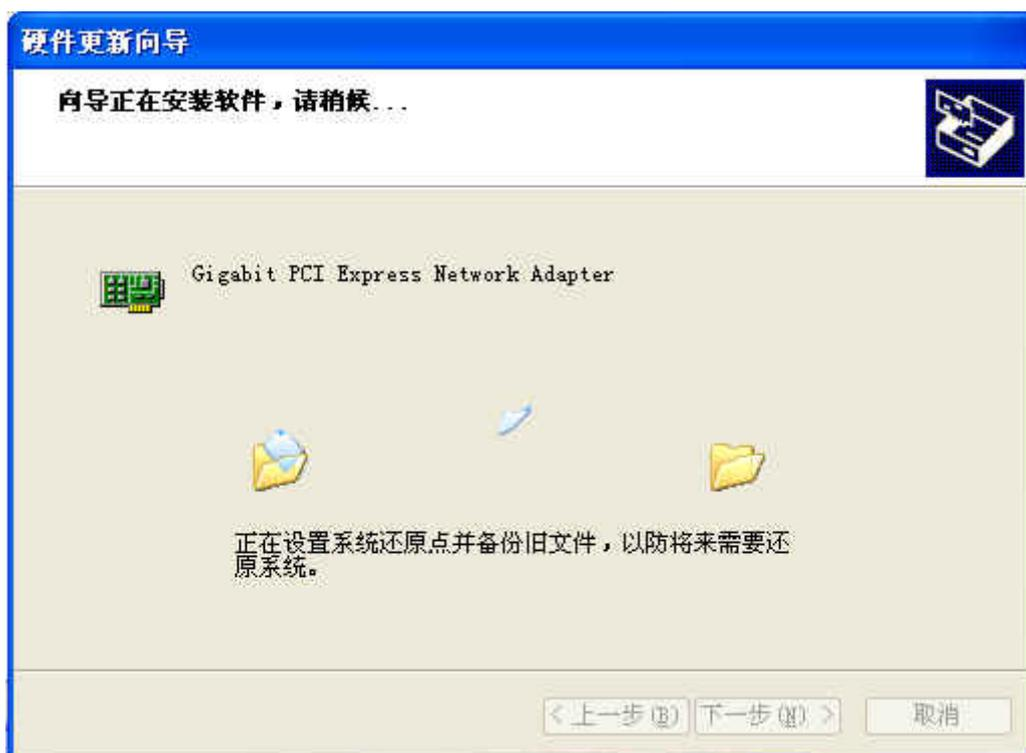 硬件更新向导
向导正在安装软件，请稍候...
Gigabit PCI Express Network Adapter
正在设置系统还原点并备份旧文件，以防将来需要还
原系统。
< 上一步(B) 下一步(N) > 取消